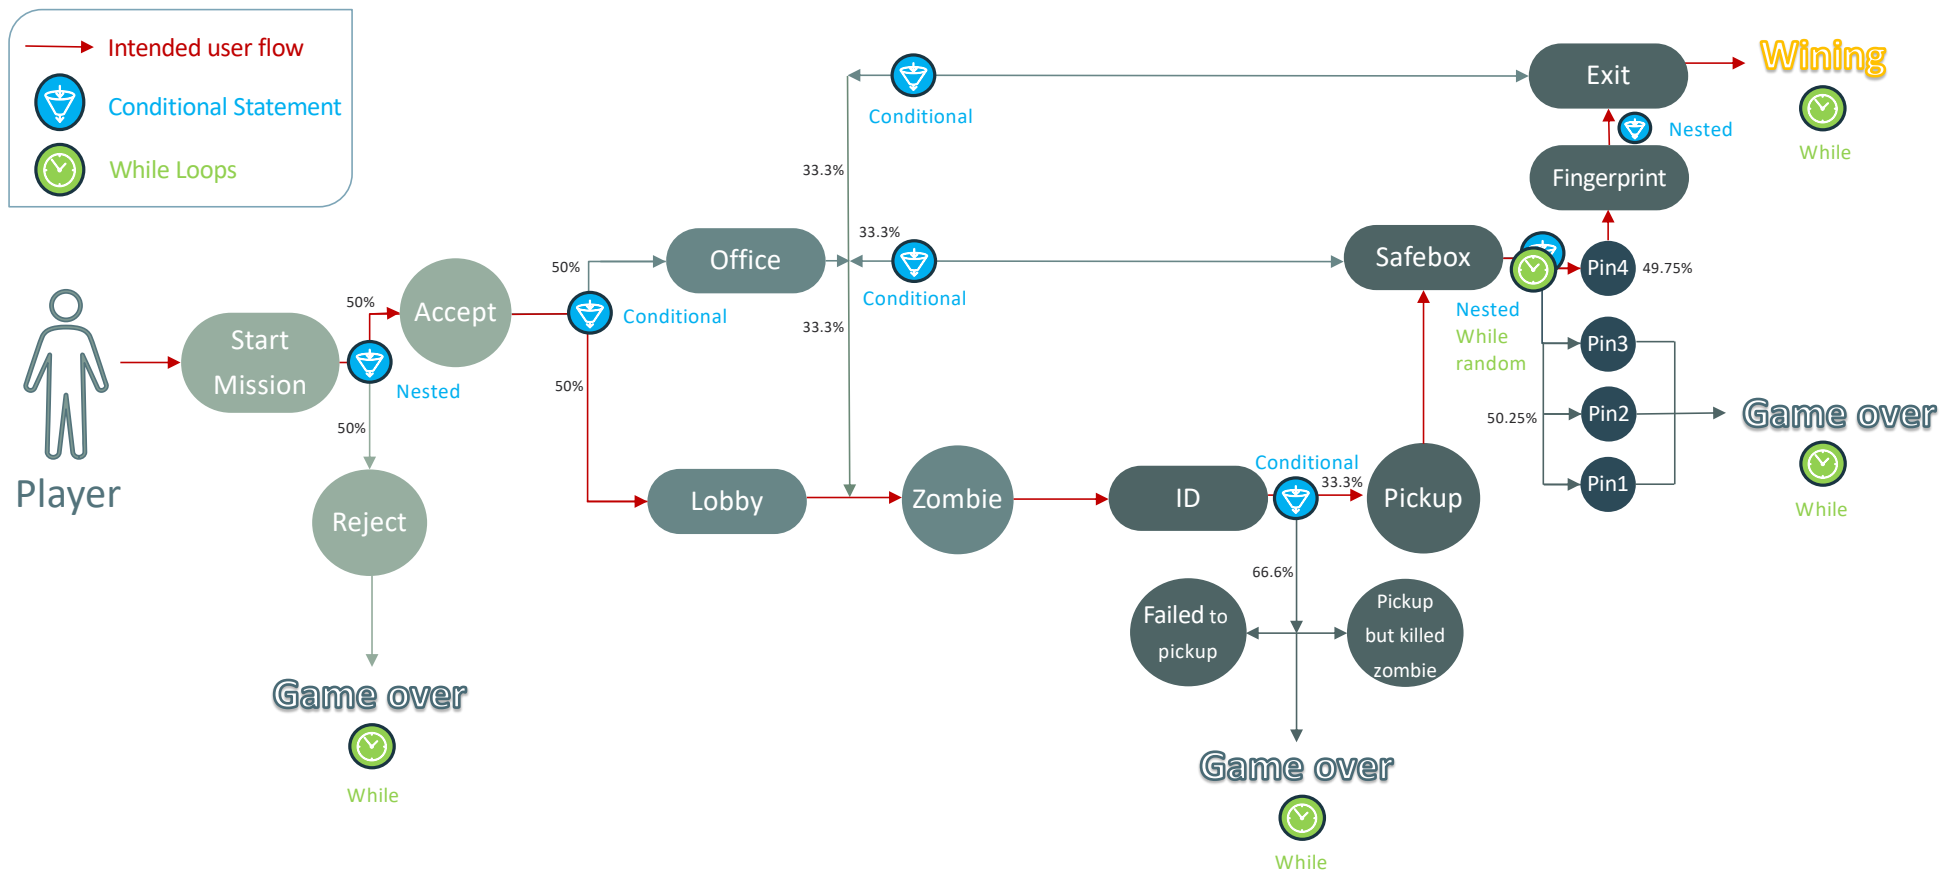 Intended user flow
Conditional Statement
While Loops
Wining
While
Exit
Conditional
Nested
Fingerprint
33.3%
33.3%
Conditional
Office
50%
Safebox
Pin4
49.75%
Nested
While
random
Accept
50%
Conditional
33.3%
Start
Mission
Nested
50%
50%
Pin3
Pin2
50.25%
Pin1
Game over
While
Player
Reject
Lobby
Zombie
ID
Conditional
33.3%
Pickup
66.6%
Failed to
pickup
Pickup
but killed
zombie
Game over
While
Game over
While